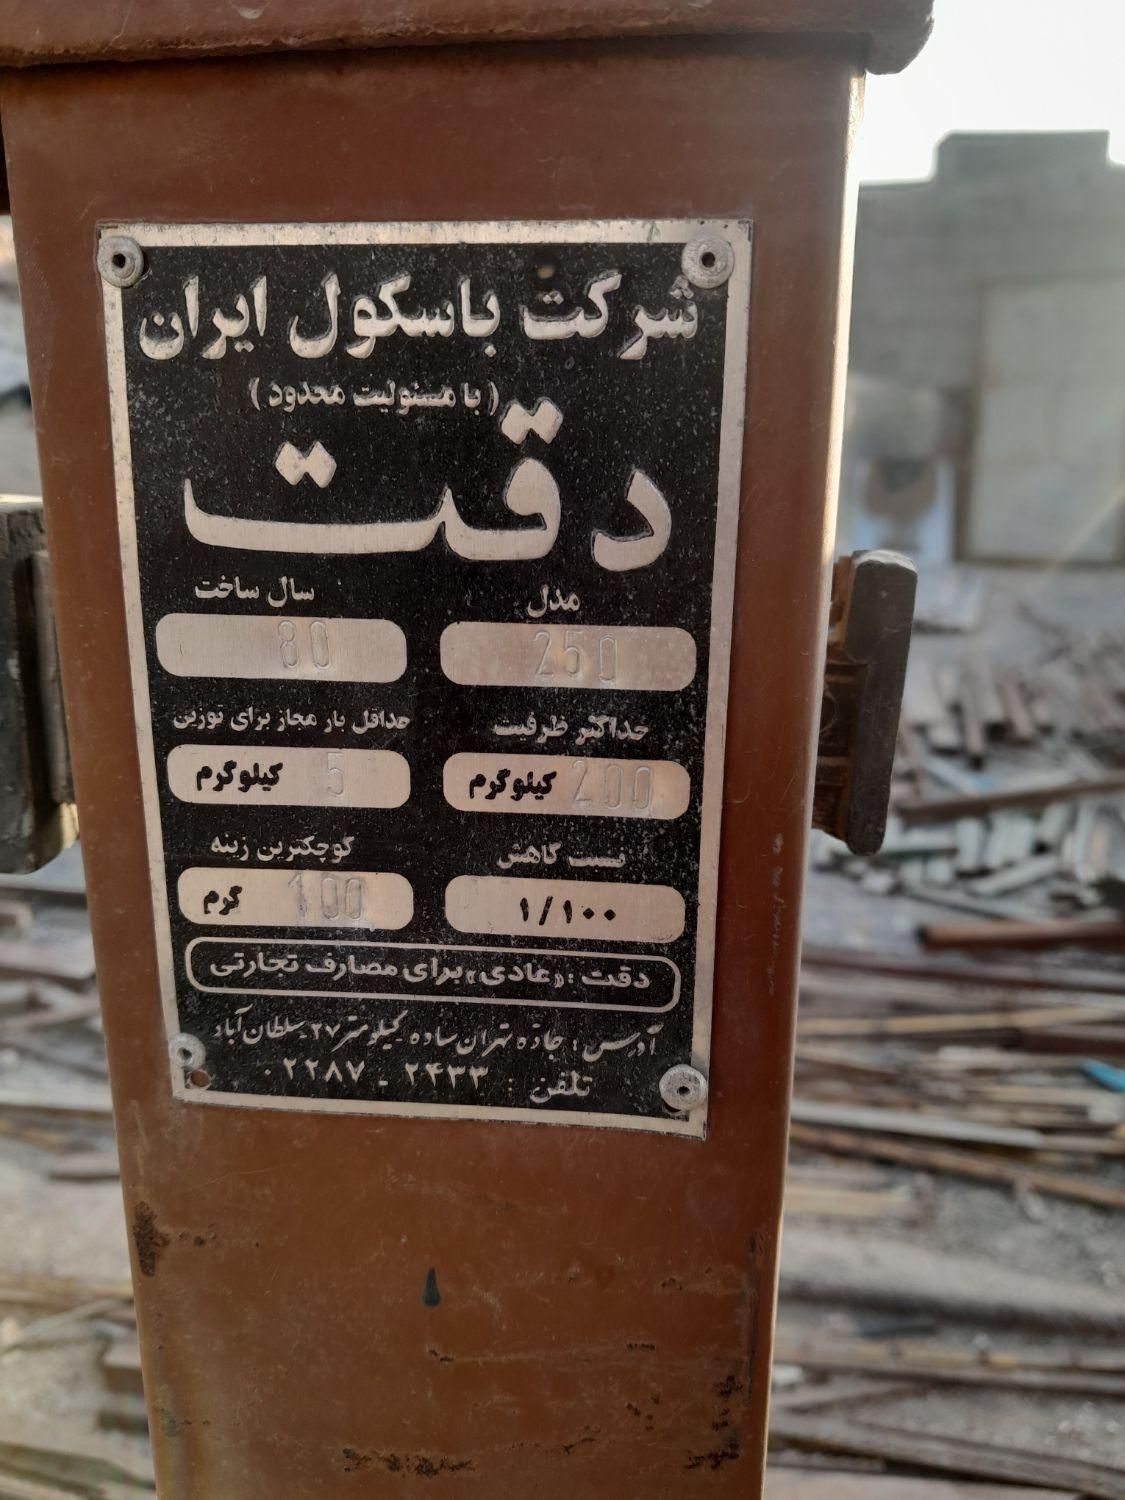 شرکت باسکول ایران
( با مسئولیت محدود )
دقت
مدل
250
سال ساخت
80
حداکثر ظرفیت
200 کیلوگرم
حداقل بار مجاز برای توزین
5 کیلوگرم
نسبت کاهش
۱/۱۰۰
کوچکترین زینه
100 گرم
دقت : «عادی» برای مصارف تجارتی
آدرس : جاده تهران ساوه کیلومتر ۲۷ سلطان آباد
تلفن : ۲۴۳۳ - ۰۲۲۸۷